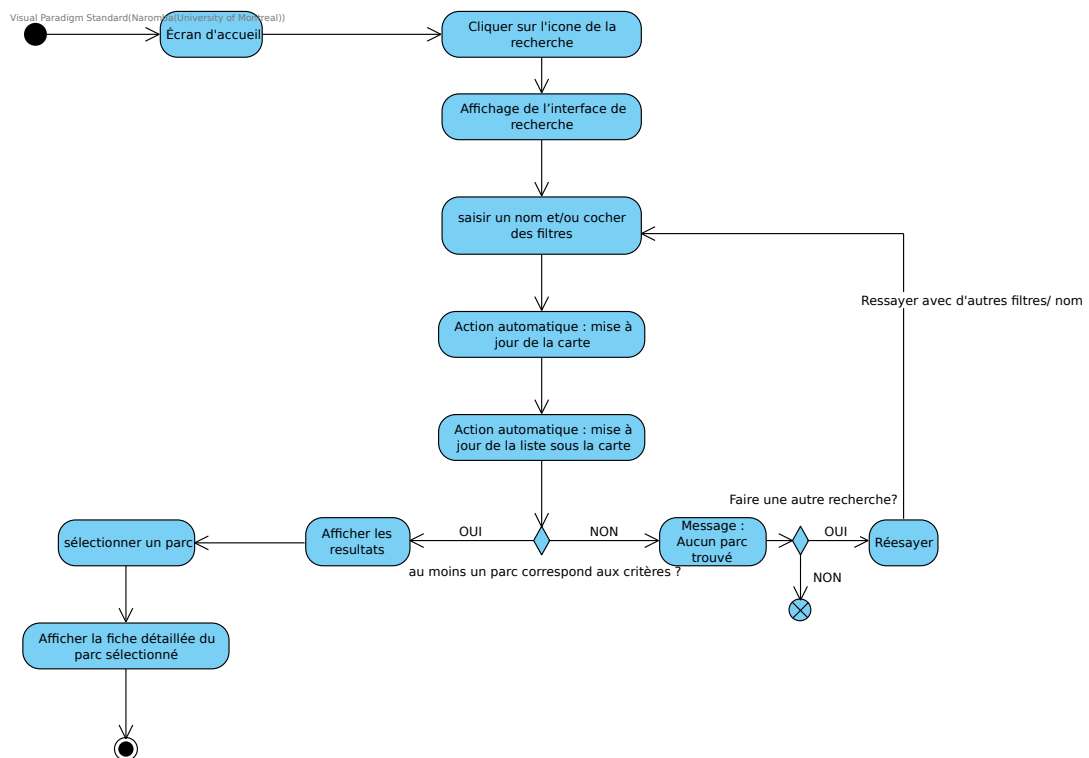 Visual Paradigm Standard(Naromba(University of Montreal))
Écran d'accueil
Cliquer sur l'icone de la
recherche
Affichage de l’interface de
recherche
saisir un nom et/ou cocher
des filtres
Ressayer avec d'autres filtres/ nom
Action automatique : mise à
jour de la carte
Action automatique : mise à
jour de la liste sous la carte
Faire une autre recherche?
sélectionner un parc
Afficher les
resultats
OUI
NON
Message :
Aucun parc
trouvé
OUI
Réesayer
au moins un parc correspond aux critères ?
NON
Afficher la fiche détaillée du
parc sélectionné